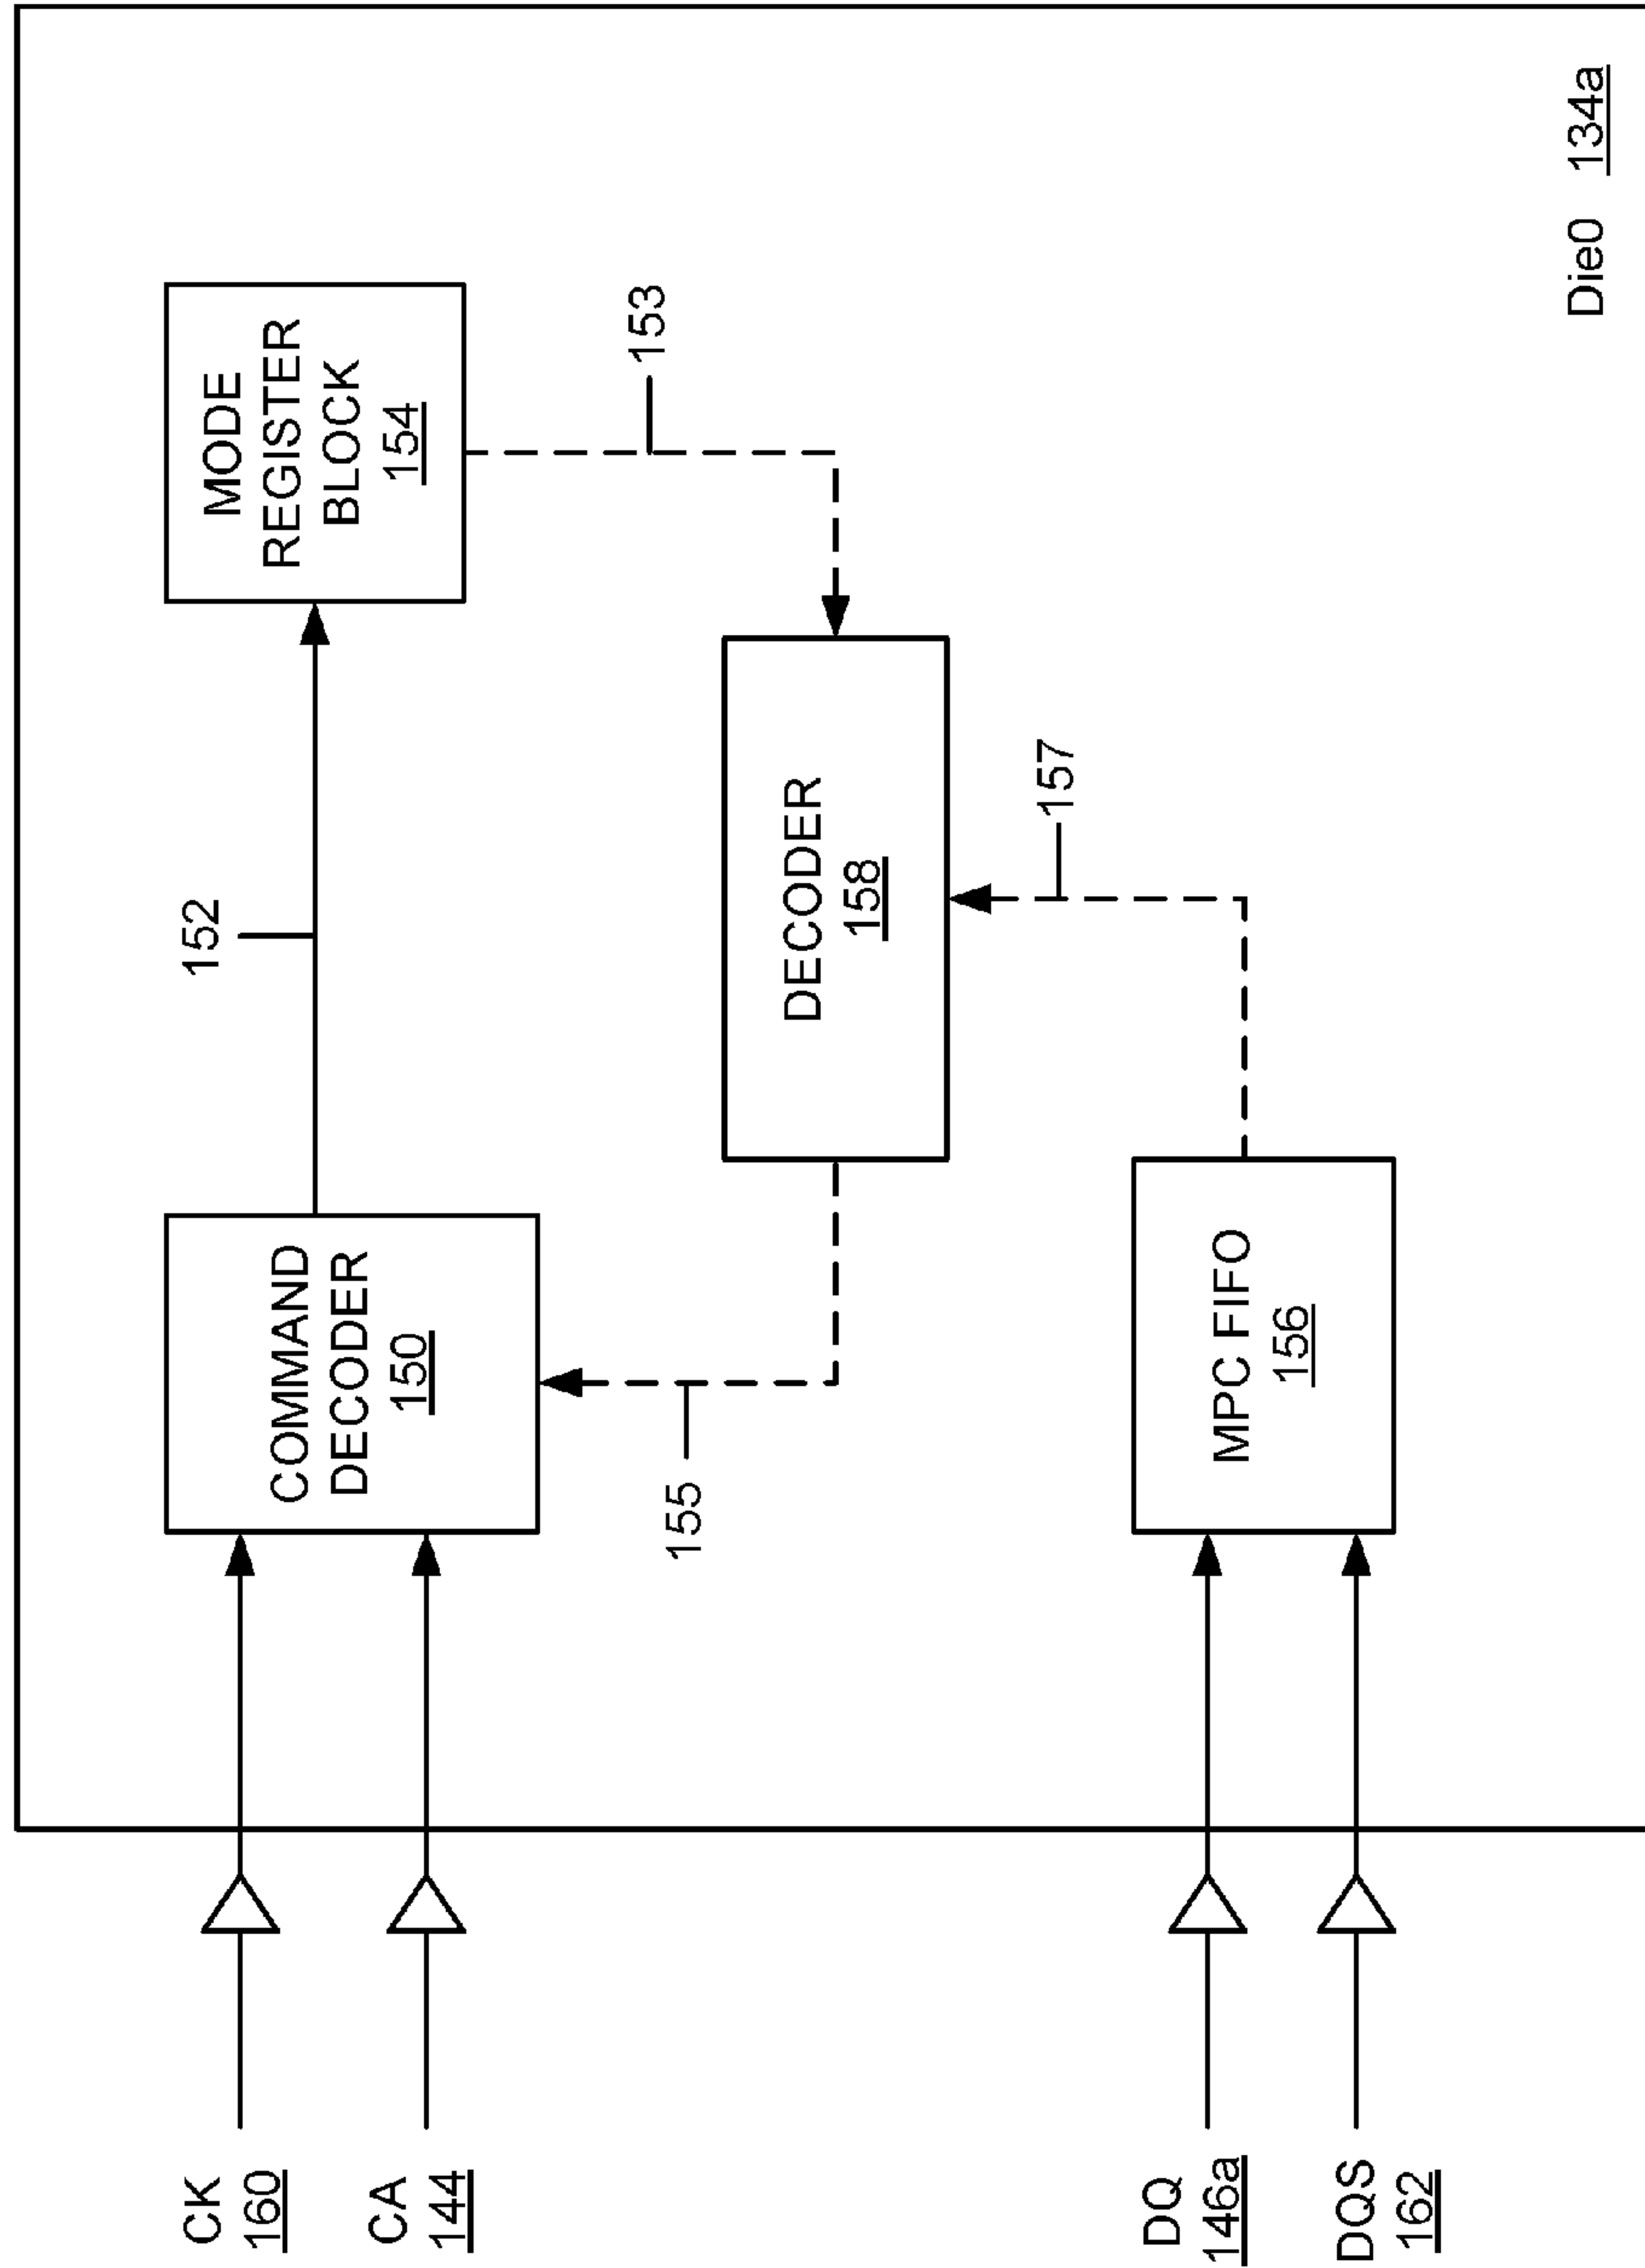 CK
160
CA
144
DQ
146a
DQS
162
COMMAND
DECODER
150
152
MODE
REGISTER
BLOCK
154
153
155
DECODER
158
157
MPC FIFO
156
Die0 134a